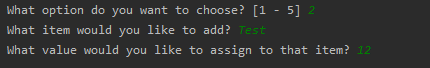 What option do you want to choose? [1 - 5] 2
What item would you like to add? Test
What value would you like to assign to that item? 12